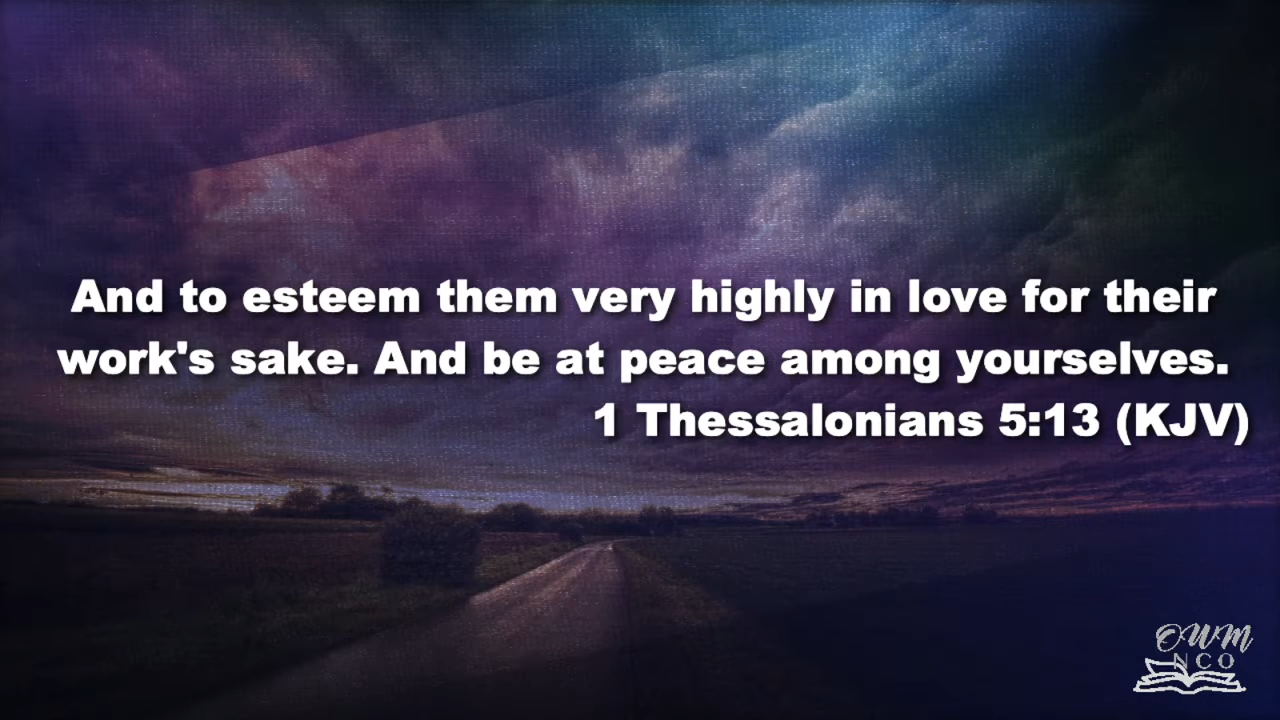 And to esteem them very highly in love for their
work's sake. And be at peace among yourselves.
1 Thessalonians 5:13 (KJV)
OWM
NCO